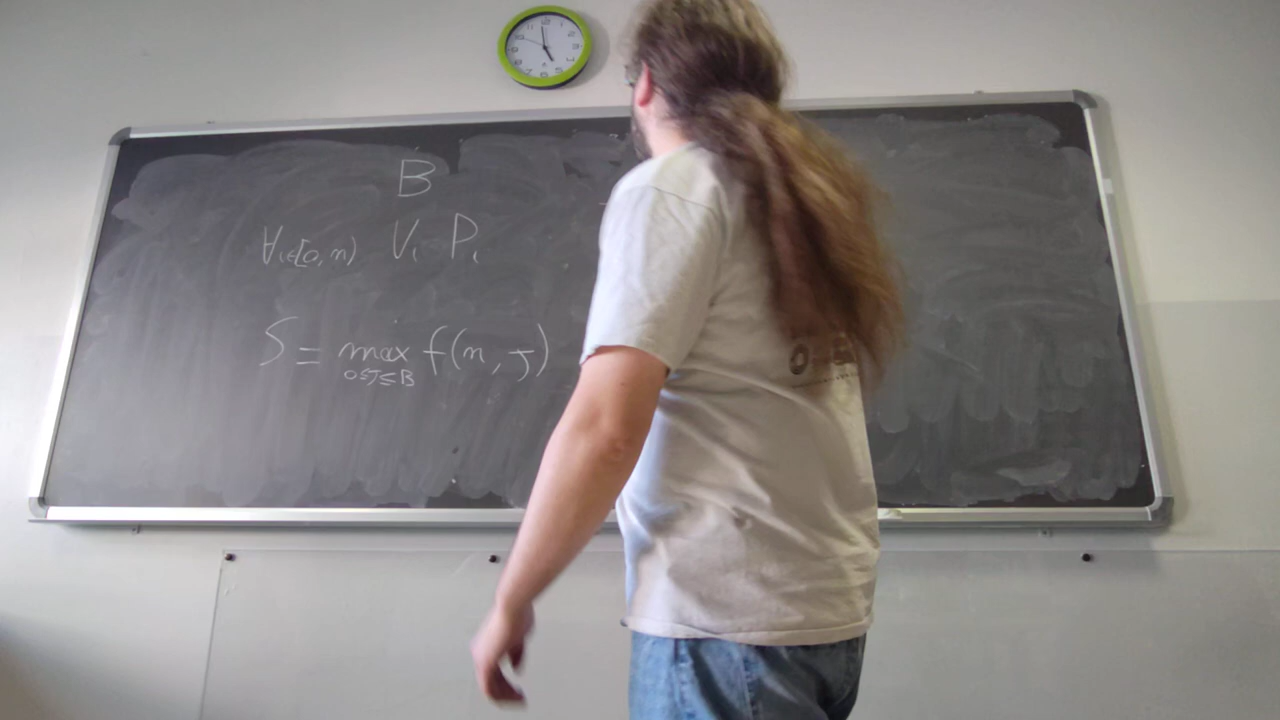 B
∀i∈[0,n) Vi Pi
S = max f(n, J)
0≤J≤B